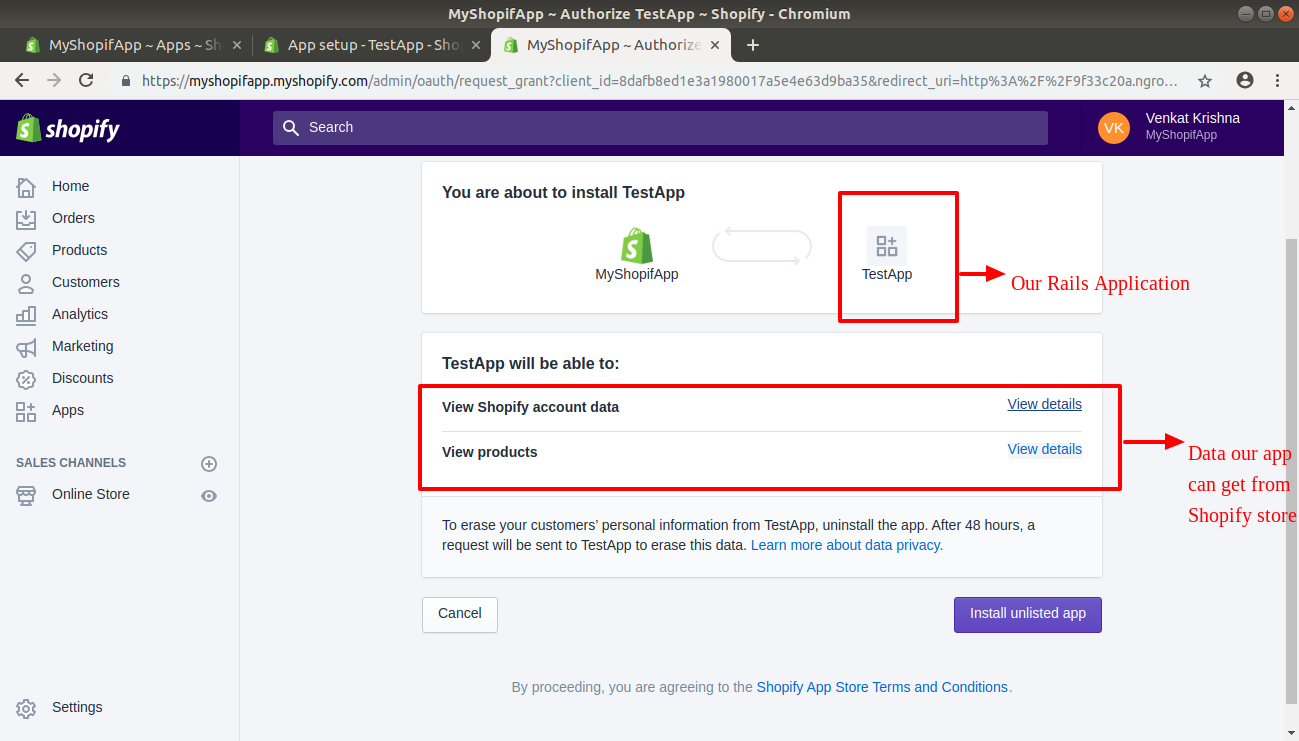 MyShopifApp ~ Authorize TestApp ~ Shopify - Chromium
MyShopifApp ~ Apps ~ Sh
App setup - TestApp - Sho
MyShopifApp ~ Authorize
https://myshopifapp.myshopify.com/admin/oauth/request_grant?client_id=8dafb8ed1e3a1980017a5e4e63d9ba35&redirect_uri=http%3A%2F%2F9f33c20a.ngro...
shopify
Search
VK
Venkat Krishna
MyShopifApp
Home
Orders
Products
Customers
Analytics
Marketing
Discounts
Apps
SALES CHANNELS
Online Store
Settings
You are about to install TestApp
MyShopifApp
TestApp
Our Rails Application
TestApp will be able to:
View Shopify account data
View details
View products
View details
Data our app
can get from
Shopify store
To erase your customers’ personal information from TestApp, uninstall the app. After 48 hours, a
request will be sent to TestApp to erase this data. Learn more about data privacy.
Cancel
Install unlisted app
By proceeding, you are agreeing to the Shopify App Store Terms and Conditions.